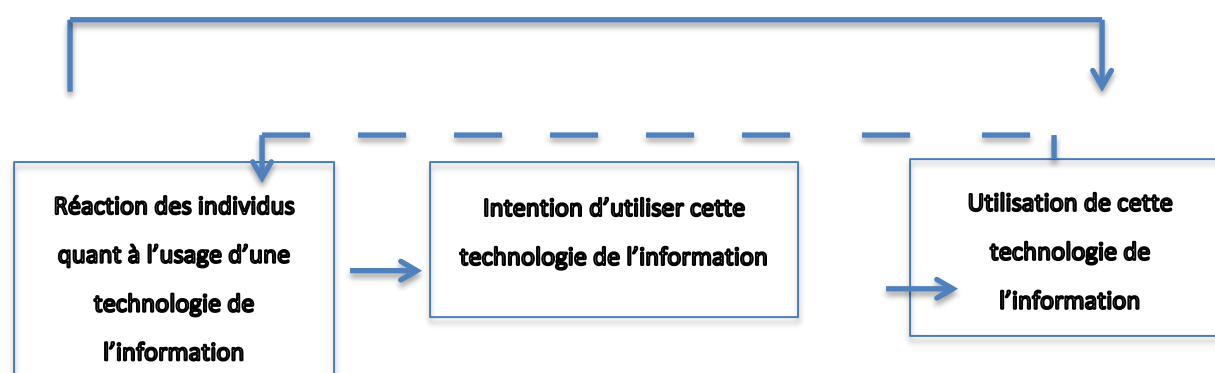 Réaction des individus
quant à l’usage d’une
technologie de
l’information
Intention d’utiliser cette
technologie de l’information
Utilisation de cette
technologie de
l’information